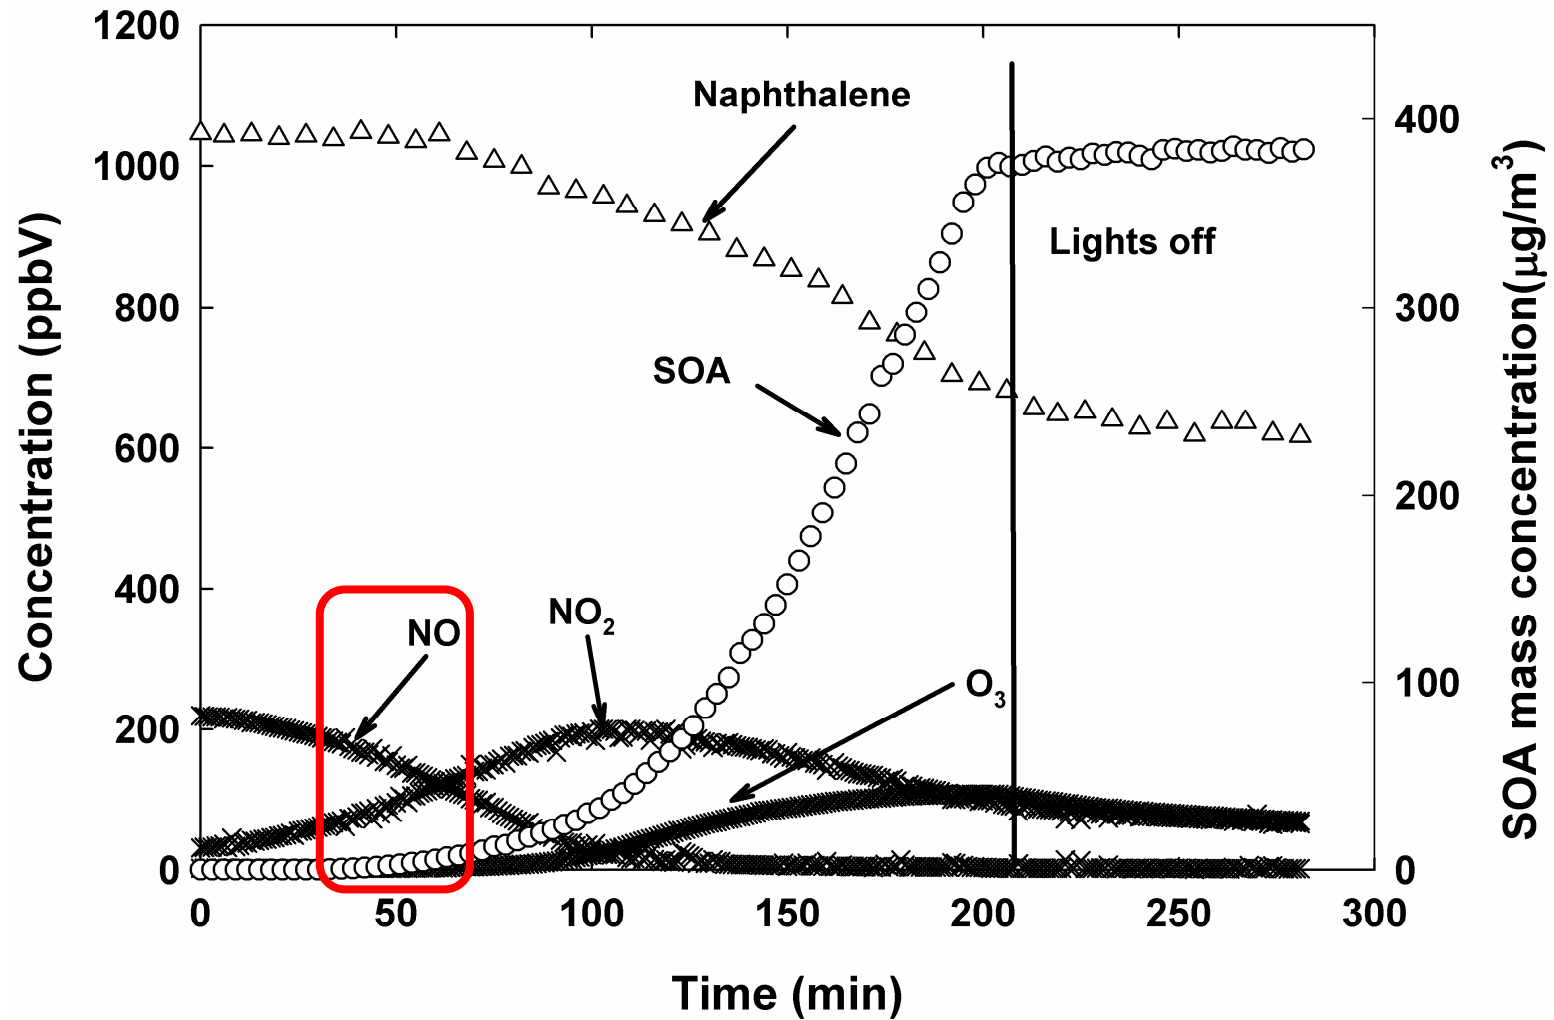 1200
1000
800
600
400
200
0
Concentration (ppbV)
Naphthalene
Lights off
SOA
NO
NO₂
O₃
400
300
200
100
0
SOA mass concentration(µg/m³)
0 50 100 150 200 250 300
Time (min)